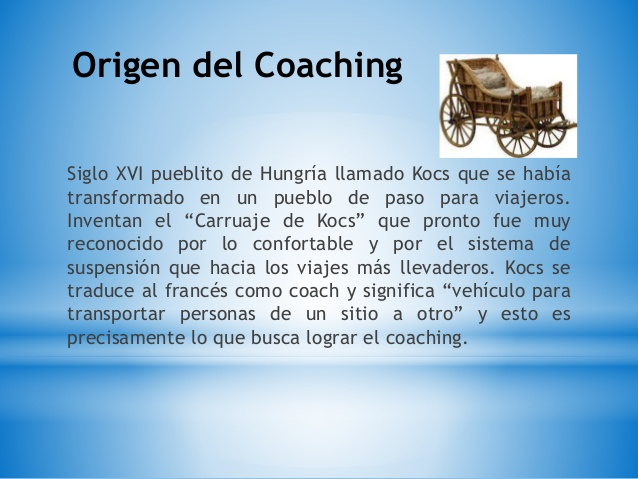 Origen del Coaching
Siglo XVI pueblito de Hungría llamado Kocs que se había
transformado en un pueblo de paso para viajeros.
Inventan el “Carruaje de Kocs” que pronto fue muy
reconocido por lo confortable y por el sistema de
suspensión que hacia los viajes más llevaderos. Kocs se
traduce al francés como coach y significa “vehículo para
transportar personas de un sitio a otro” y esto es
precisamente lo que busca lograr el coaching.